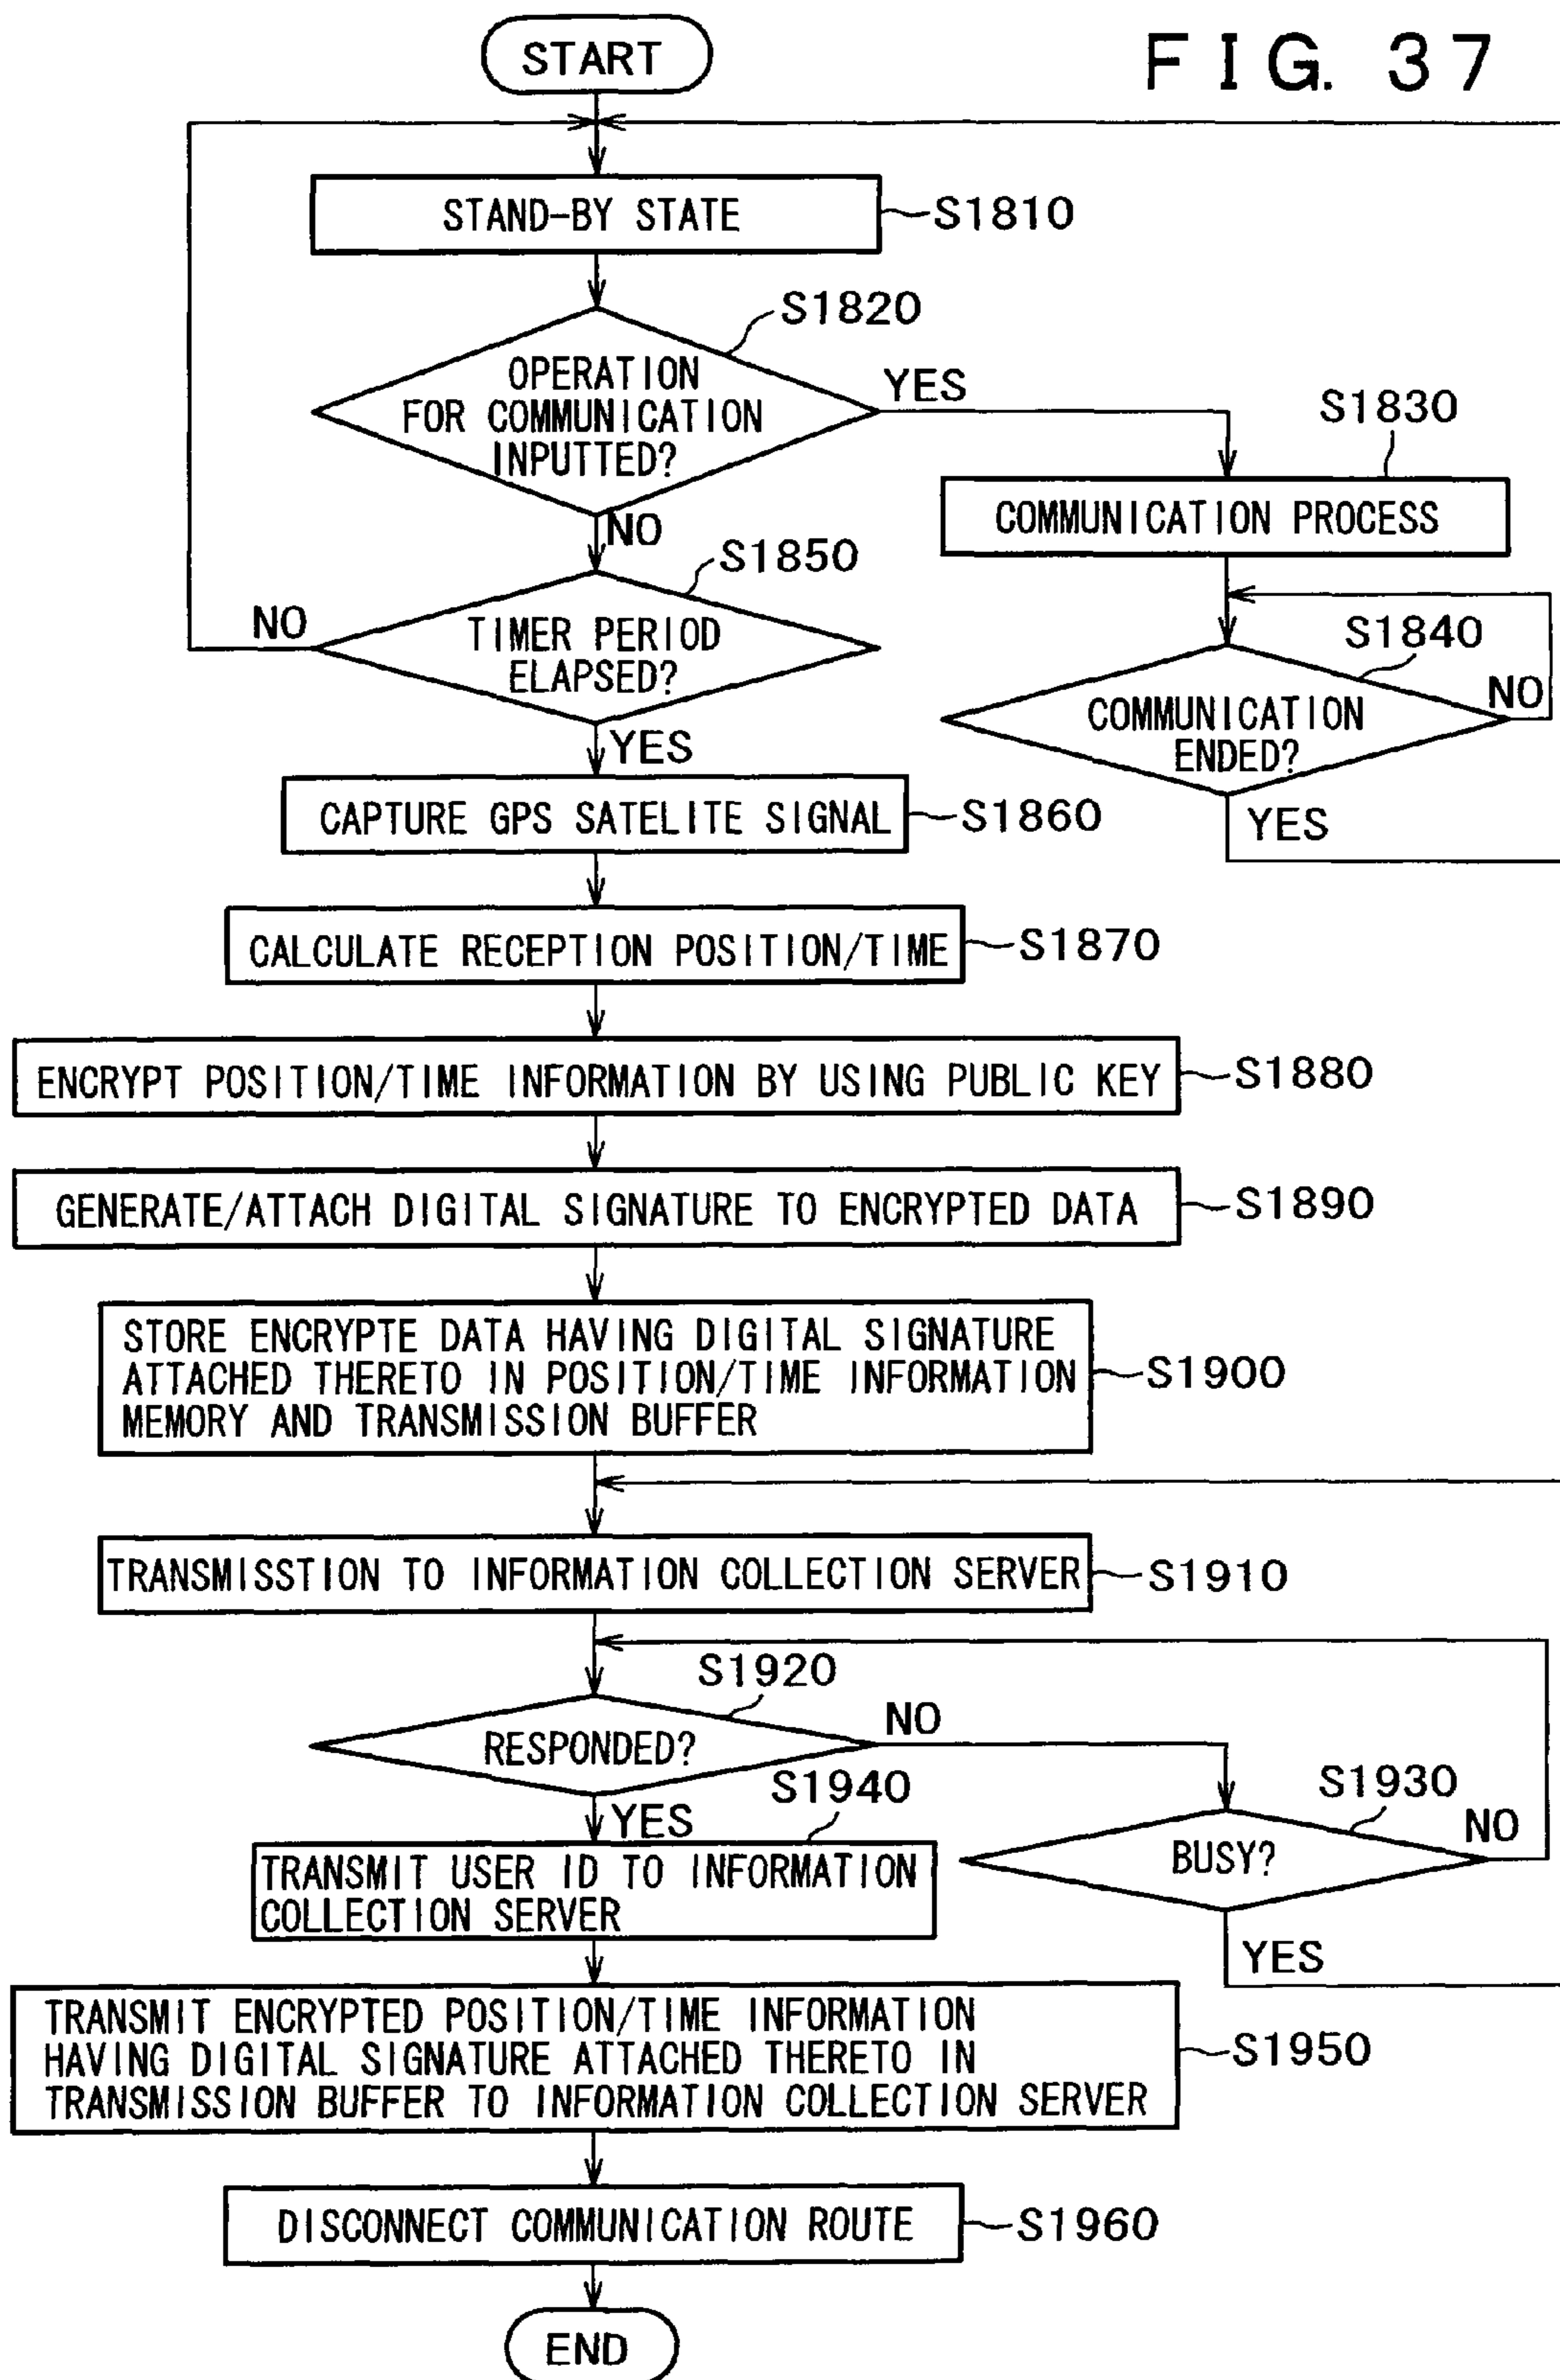 START
FIG. 37
STAND-BY STATE
S1810
S1820
OPERATION
FOR COMMUNICATION
INPUTTED?
YES
NO
S1830
COMMUNICATION PROCESS
S1850
TIMER PERIOD
ELAPSED?
NO
YES
S1840
COMMUNICATION
ENDED?
NO
YES
CAPTURE GPS SATELITE SIGNAL
S1860
CALCULATE RECEPTION POSITION/TIME
S1870
ENCRYPT POSITION/TIME INFORMATION BY USING PUBLIC KEY
S1880
GENERATE/ATTACH DIGITAL SIGNATURE TO ENCRYPTED DATA
S1890
STORE ENCRYPTE DATA HAVING DIGITAL SIGNATURE
ATTACHED THERETO IN POSITION/TIME INFORMATION
MEMORY AND TRANSMISSION BUFFER
S1900
TRANSMISSTION TO INFORMATION COLLECTION SERVER
S1910
S1920
RESPONDED?
NO
YES
S1930
BUSY?
NO
YES
S1940
TRANSMIT USER ID TO INFORMATION
COLLECTION SERVER
TRANSMIT ENCRYPTED POSITION/TIME INFORMATION
HAVING DIGITAL SIGNATURE ATTACHED THERETO IN
TRANSMISSION BUFFER TO INFORMATION COLLECTION SERVER
S1950
DISCONNECT COMMUNICATION ROUTE
S1960
END